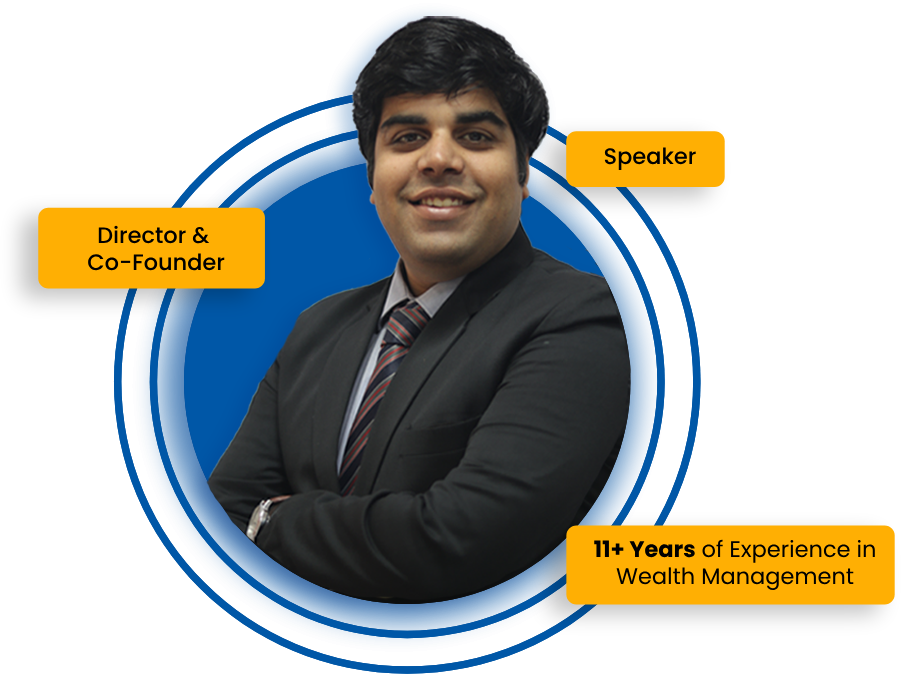 Speaker
Director &
Co-Founder
11+ Years of Experience in
Wealth Management